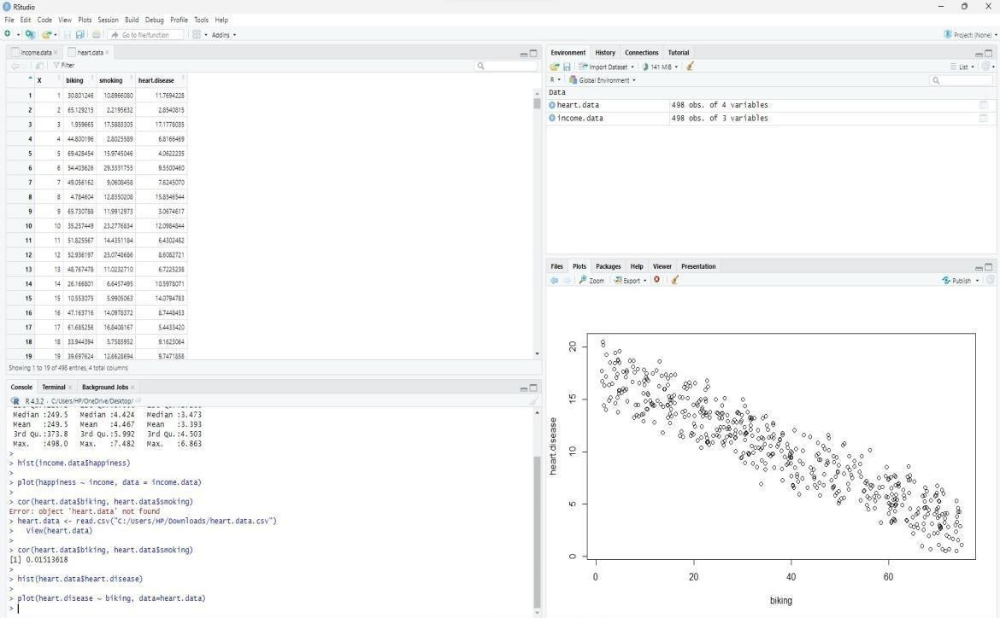 RStudio
File Edit Code View Plots Session Build Debug Profile Tools Help
Go to file/function Addins Project: (None)
income.data heart.data
Filter
X biking smoking heart.disease
1 1 30.801246 10.8966080 11.7694228
2 2 65.129215 2.2195632 2.8540815
3 3 1.959665 17.5883305 17.1778035
4 4 44.800196 2.8025589 6.8166469
5 5 69.428454 15.9745046 4.0622235
6 6 54.403626 29.3331755 9.5500460
7 7 49.056162 9.0608458 7.6245070
8 8 4.784604 12.8350208 15.8546544
9 9 65.730788 11.9912973 3.0674617
10 10 35.257449 23.2776834 12.0984844
11 11 51.825567 14.4351184 6.4302482
12 12 52.936197 25.0748686 8.6082721
13 13 48.767478 11.0232710 6.7225238
14 14 26.166801 6.6457495 10.5978071
15 15 10.553075 5.9905063 14.0794783
16 16 47.163716 14.0978372 8.7448453
17 17 61.685256 16.8408167 5.4433420
18 18 33.944394 5.7585952 9.1623064
19 19 39.697624 12.6628694 9.7471858
Showing 1 to 19 of 498 entries, 4 total columns
Console Terminal Background Jobs
R 4.3.2 · C:/Users/HP/OneDrive/Desktop/
Median :249.5 Median :4.424 Median :3.473
Mean :249.5 Mean :4.467 Mean :3.393
3rd Qu.:373.8 3rd Qu.:5.992 3rd Qu.:4.503
Max. :498.0 Max. :7.482 Max. :6.863
>
> hist(income.data$happiness)
>
> plot(happiness ~ income, data = income.data)
>
> cor(heart.data$biking, heart.data$smoking)
Error: object 'heart.data' not found
> heart.data <- read.csv("C:/Users/HP/Downloads/heart.data.csv")
> View(heart.data)
>
> cor(heart.data$biking, heart.data$smoking)
[1] 0.01513618
>
> hist(heart.data$heart.disease)
>
> plot(heart.disease ~ biking, data=heart.data)
>
Environment History Connections Tutorial
Import Dataset 141 MiB List
R Global Environment
Data
heart.data 498 obs. of 4 variables
income.data 498 obs. of 3 variables
Files Plots Packages Help Viewer Presentation
Zoom Export Publish
heart.disease
20
15
10
5
0
0 20 40 60
biking